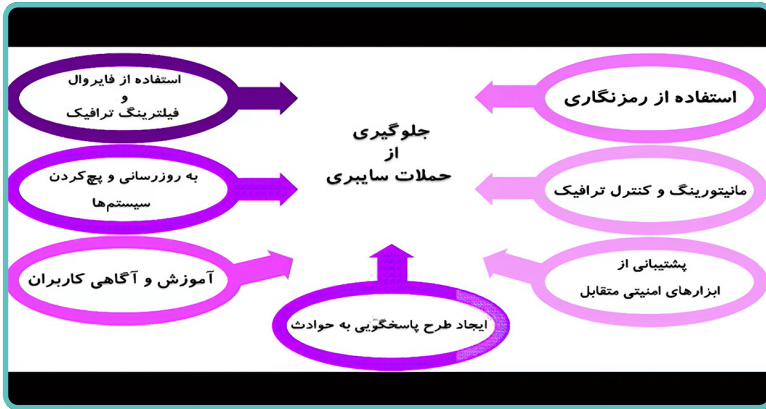 جلوگیری
از
حملات سایبری
استفاده از رمزنگاری
مانیتورینگ و کنترل ترافیک
پشتیبانی از
ابزارهای امنیتی متقابل
استفاده از فایروال
و
فیلترینگ ترافیک
به روزرسانی و پچ‌کردن
سیستم‌ها
آموزش و آگاهی کاربران
ایجاد طرح پاسخگویی به حوادث